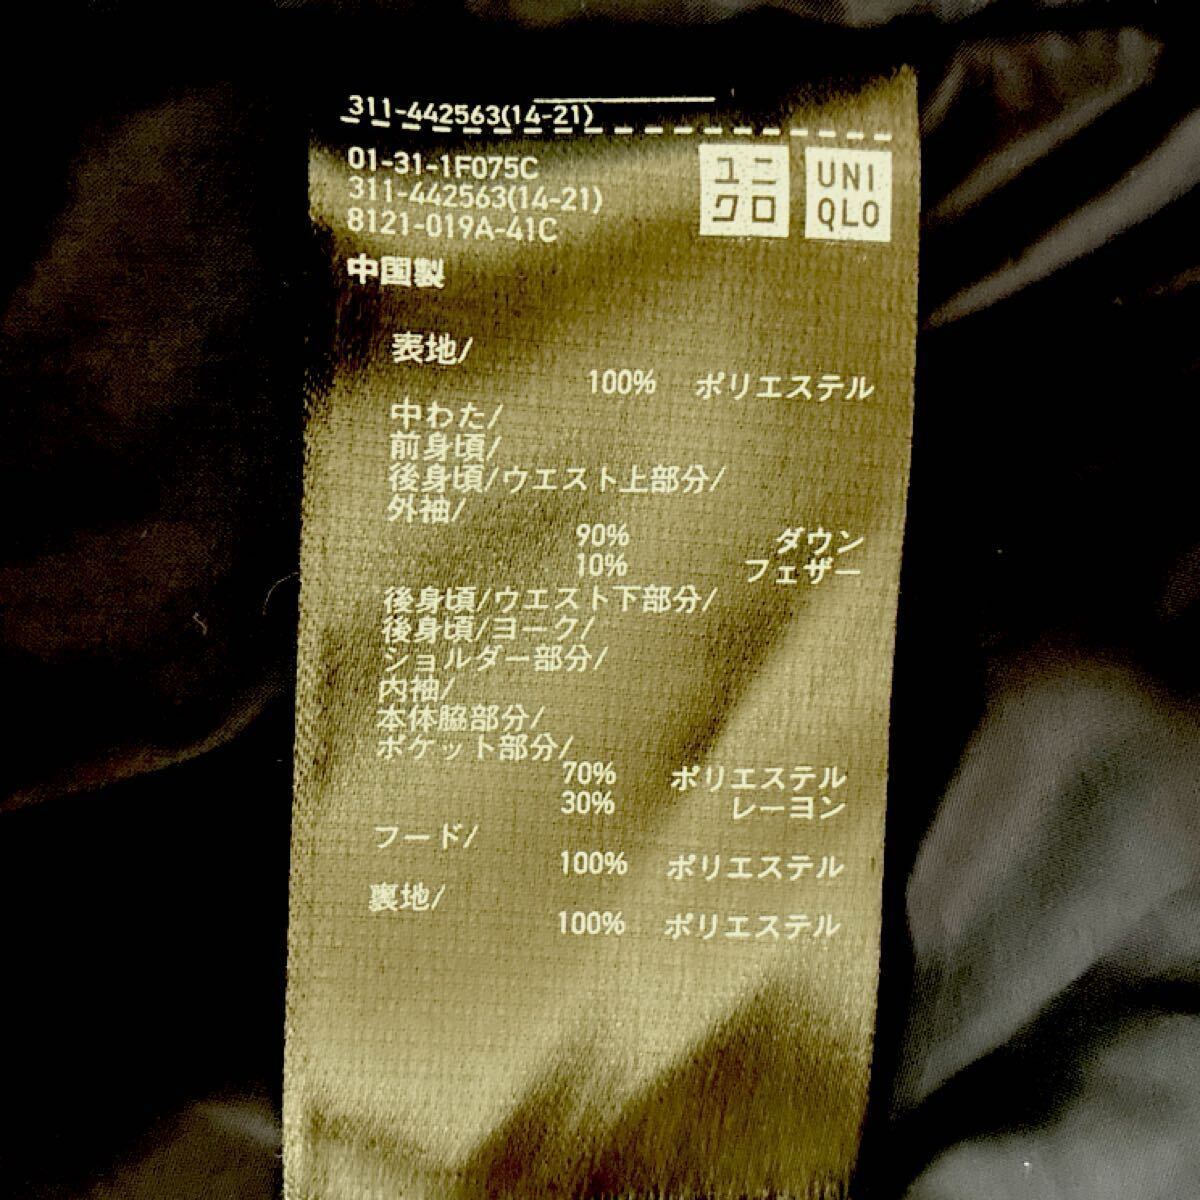 311-442563(14-21)
01-31-1F075C
311-442563(14-21)
8121-019A-41C
ユニ
クロ
UNI
QLO
中国製
表地/
100% ポリエステル
中わた/
前身頃/
後身頃/ウエスト上部分/
外袖/
90% ダウン
10% フェザー
後身頃/ウエスト下部分/
後身頃/ヨーク/
ショルダー部分/
内袖/
本体脇部分/
ポケット部分/
70% ポリエステル
30% レーヨン
フード/
100% ポリエステル
裏地/
100% ポリエステル